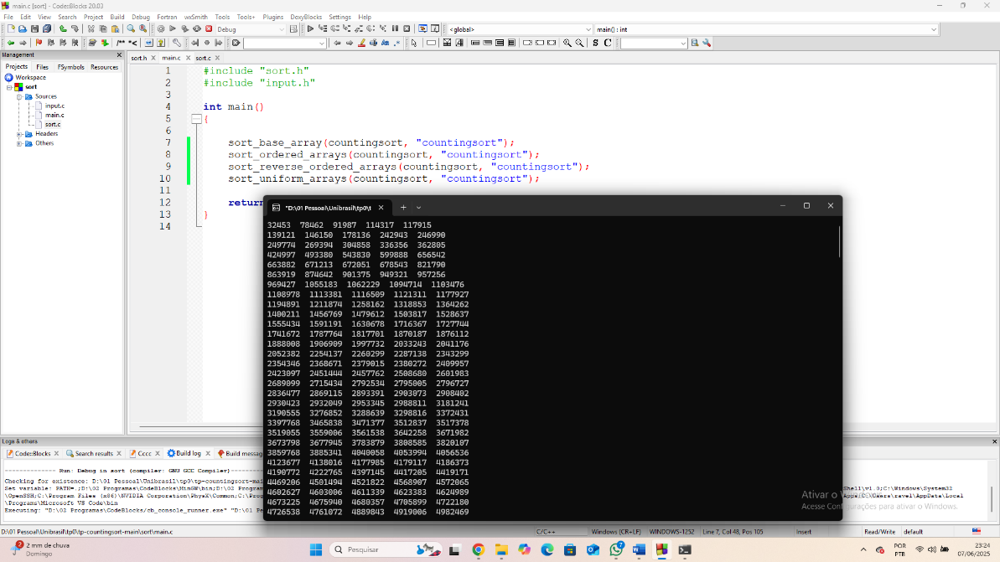 main.c [sort] - Code::Blocks 20.03
File Edit View Search Project Build Debug Fortran wxSmith Tools Tools+ Plugins DoxyBlocks Settings Help
Debug
<global>
main() : int
/** *<
.*
S C
Management
Projects Files FSymbols Resources
Workspace
sort
Sources
input.c
main.c
sort.c
Headers
Others
sort.h main.c sort.c
1 #include "sort.h"
2 #include "input.h"
3
4 int main()
5 {
6
7 sort_base_array(countingsort, "countingsort");
8 sort_ordered_arrays(countingsort, "countingsort");
9 sort_reverse_ordered_arrays(countingsort, "countingsort");
10 sort_uniform_arrays(countingsort, "countingsort");
11
12 return
13 }
14
"D:\01 Pessoal\Unibrasil\tp0\t
32453 78462 91987 114317 117915
139121 146150 178136 242943 246990
249774 269394 304858 336356 362805
424997 493380 543830 599888 656542
663882 671213 672051 678543 821790
863919 874642 901375 949321 957256
969427 1055183 1062229 1094714 1103476
1108978 1113381 1116509 1121311 1177927
1194891 1211874 1258162 1318853 1364262
1400211 1456769 1479612 1503817 1528637
1555434 1591191 1630678 1716367 1727744
1741672 1787764 1801811 1870187 1876112
1888008 1906909 1997732 2033243 2041176
2052382 2254137 2260299 2287138 2343299
2354346 2368671 2379015 2380272 2409957
2423097 2451444 2457762 2508680 2601983
2689099 2715434 2792534 2795005 2796727
2836477 2869115 2893391 2903073 2908402
2930423 2932049 2953345 2988811 3181241
3190555 3276852 3288639 3298816 3372431
3397768 3465838 3471377 3512837 3517378
3519055 3559006 3561538 3642258 3671982
3673798 3677945 3783879 3808585 3820107
3859768 3885341 4040058 4053994 4056536
4123677 4138016 4177985 4179117 4186373
4190772 4222765 4397145 4417205 4419171
4469206 4501494 4521822 4568907 4572065
4602627 4603006 4611399 4623383 4624989
4673225 4675940 4680357 4705899 4722180
4726538 4761072 4889843 4919006 4982469
Logs & others
Code::Blocks Search results Cccc Build log Build messag
-------------- Run: Debug in sort (compiler: GNU GCC Compiler)--------
Checking for existence: D:\01 Pessoal\Unibrasil\tp\tp-countingsort-mai
Set variable: PATH=.;D:\02 Programas\CodeBlocks\MinGW\bin;D:\02 Program
Shell\v1.0;C:\Windows\System32
\OpenSSH;C:\Program Files (x86)\NVIDIA Corporation\PhysX\Common;C:\Prog
\Users\ravel\AppData\Local
\Programs\Microsoft VS Code\bin
Executing: "D:\02 Programas\CodeBlocks/cb_console_runner.exe" "D:\01 Pe
Ativar o
Acesse Configurações para ativar o Windows.
D:\01 Pessoal\Unibrasil\tp\tp-countingsort-main\sort\main.c C/C++ Windows (CR+LF) WINDOWS-1252 Line 7, Col 48, Pos 105 Insert Read/Write default
2
2 mm de chuva
Domingo
Pesquisar
7
POR
PTB
23:24
07/06/2025